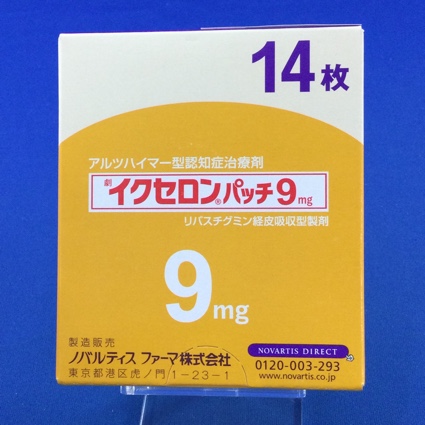 14枚
アルツハイマー型認知症治療剤
劇 イクセロン®パッチ9mg
リバスチグミン経皮吸収型製剤
9mg
製造販売
ノバルティス ファーマ株式会社
東京都港区虎ノ門1-23-1
NOVARTIS DIRECT
0120-003-293
www.novartis.co.jp